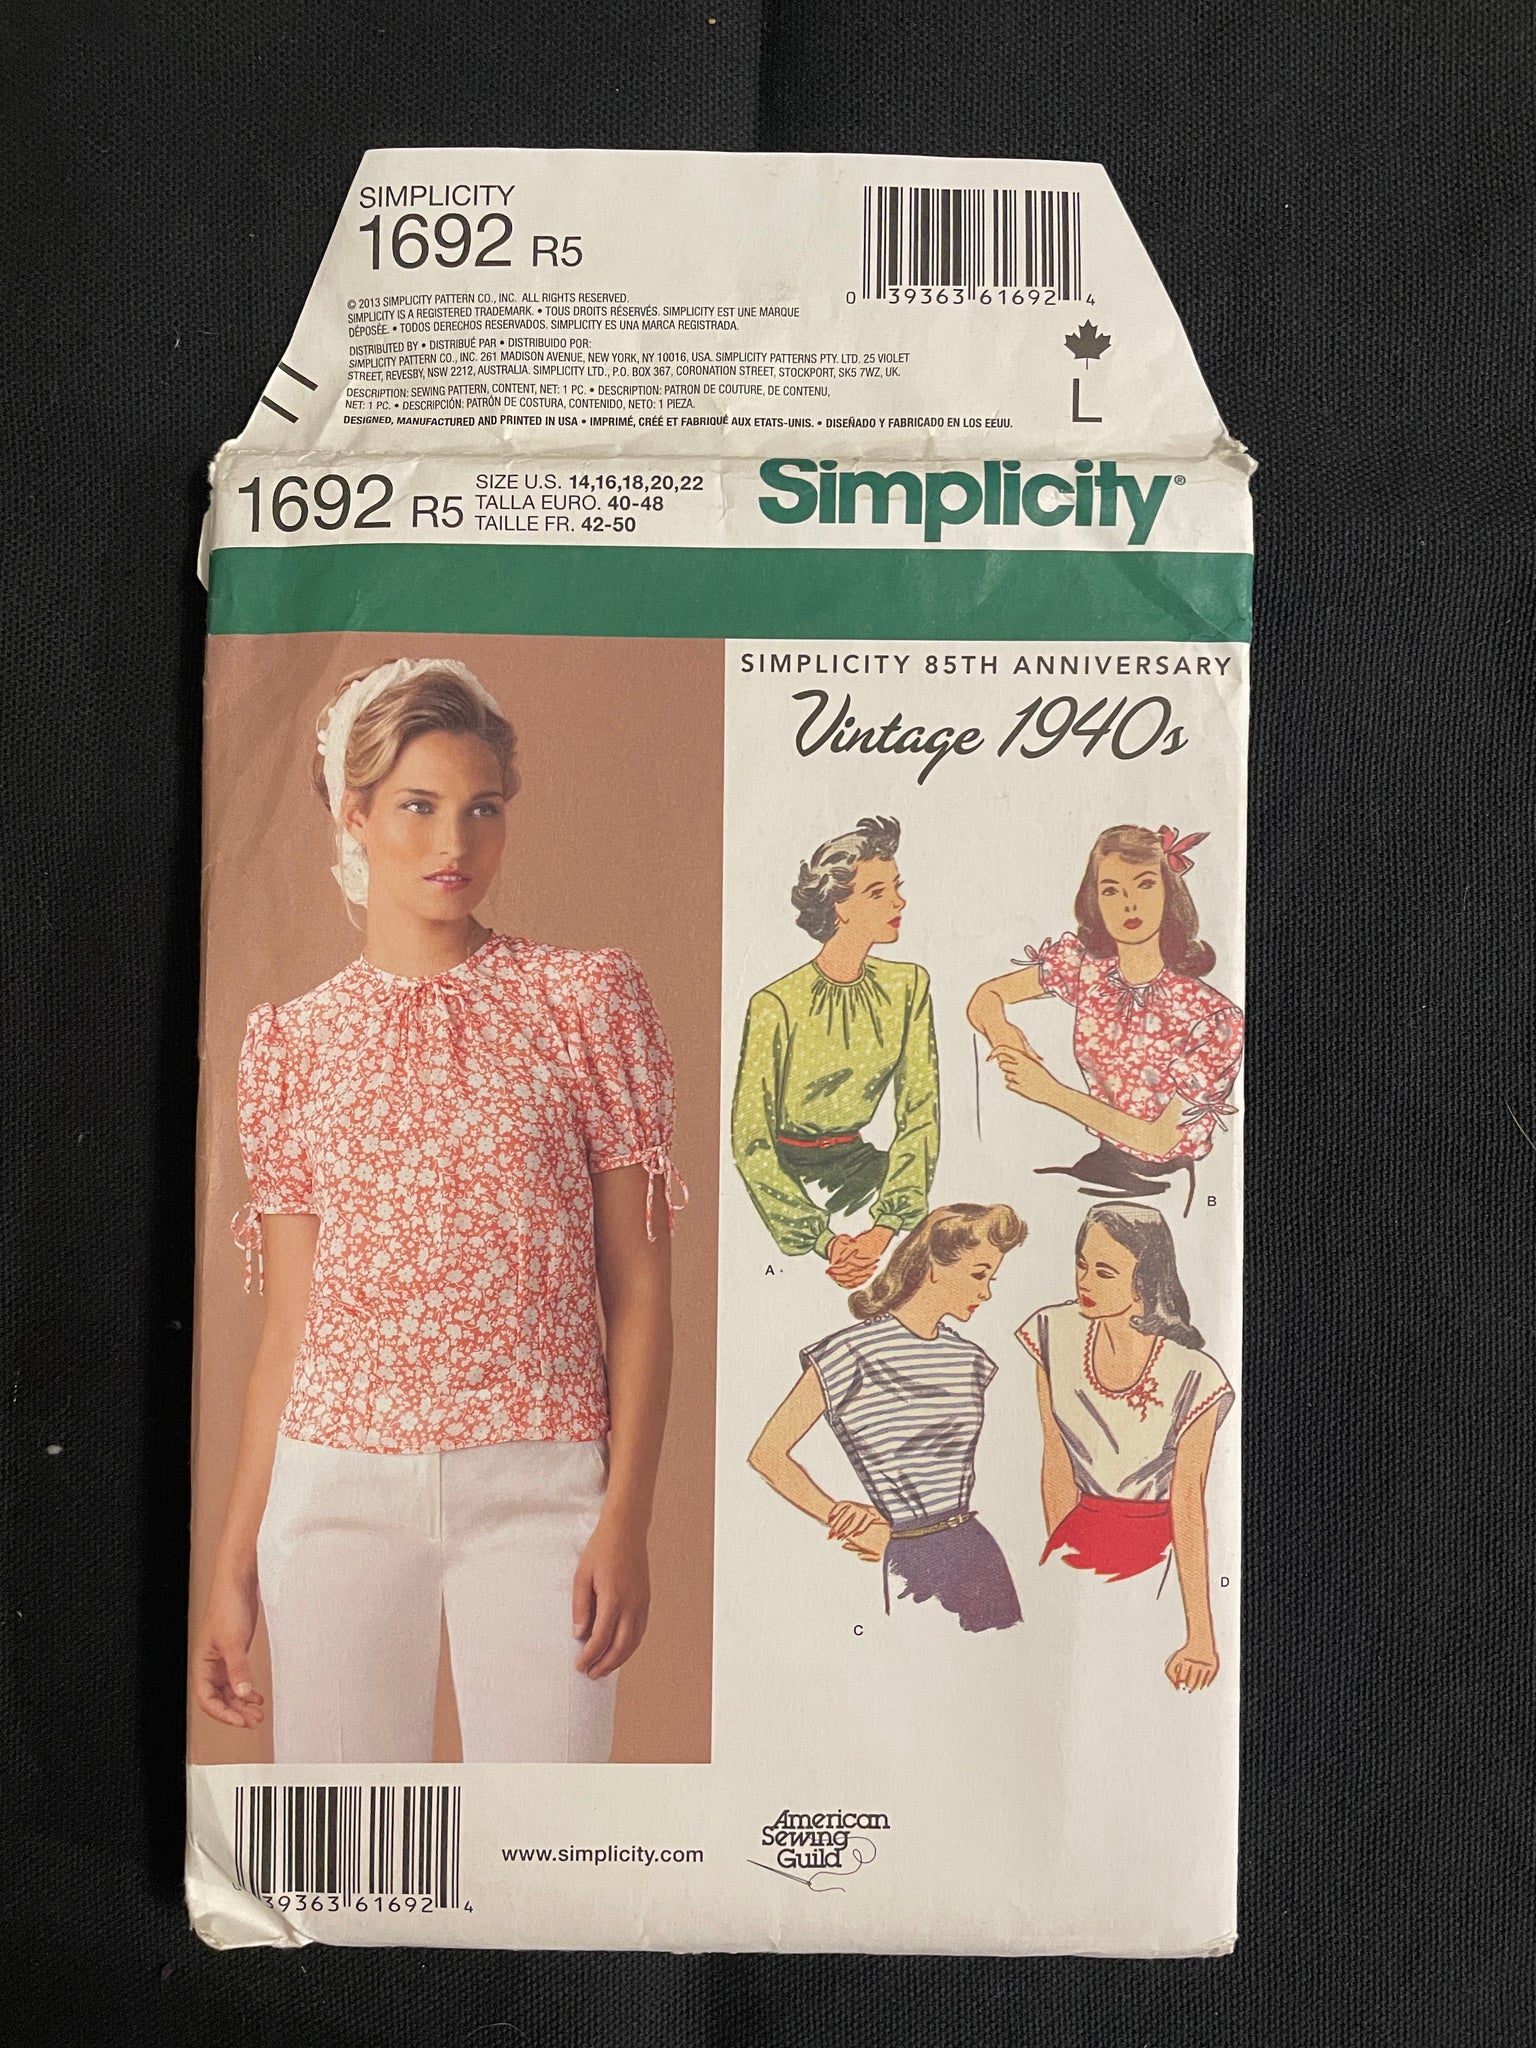 SIMPLICITY
1692 R5
0 39363 61692 4
© 2013 SIMPLICITY PATTERN CO., INC. ALL RIGHTS RESERVED.
SIMPLICITY IS A REGISTERED TRADEMARK. • TOUS DROITS RÉSERVÉS. SIMPLICITY EST UNE MARQUE
DÉPOSÉE. • TODOS DERECHOS RESERVADOS. SIMPLICITY ES UNA MARCA REGISTRADA.
DISTRIBUTED BY • DISTRIBUÉ PAR • DISTRIBUIDO POR:
SIMPLICITY PATTERN CO., INC. 261 MADISON AVENUE, NEW YORK, NY 10016, USA. SIMPLICITY PATTERNS PTY. LTD. 25 VIOLET
STREET, REVESBY, NSW 2212, AUSTRALIA. SIMPLICITY LTD., P.O. BOX 367, CORONATION STREET, STOCKPORT, SK5 7WZ, UK.
DESCRIPTION: SEWING PATTERN, CONTENT, NET: 1 PC. • DESCRIPTION: PATRON DE COUTURE, DE CONTENU,
NET: 1 PC. • DESCRIPCIÓN: PATRÓN DE COSTURA, CONTENIDO, NETO: 1 PIEZA.
DESIGNED, MANUFACTURED AND PRINTED IN USA • IMPRIMÉ, CRÉÉ ET FABRIQUÉ AUX ETATS-UNIS. • DISEÑADO Y FABRICADO EN LOS EEUU.
L
1692 R5
SIZE U.S. 14,16,18,20,22
TALLA EURO. 40-48
TAILLE FR. 42-50
Simplicity®
SIMPLICITY 85TH ANNIVERSARY
Vintage 1940s
A
B
C
D
39363 61692 4
www.simplicity.com
American
Sewing
Guild